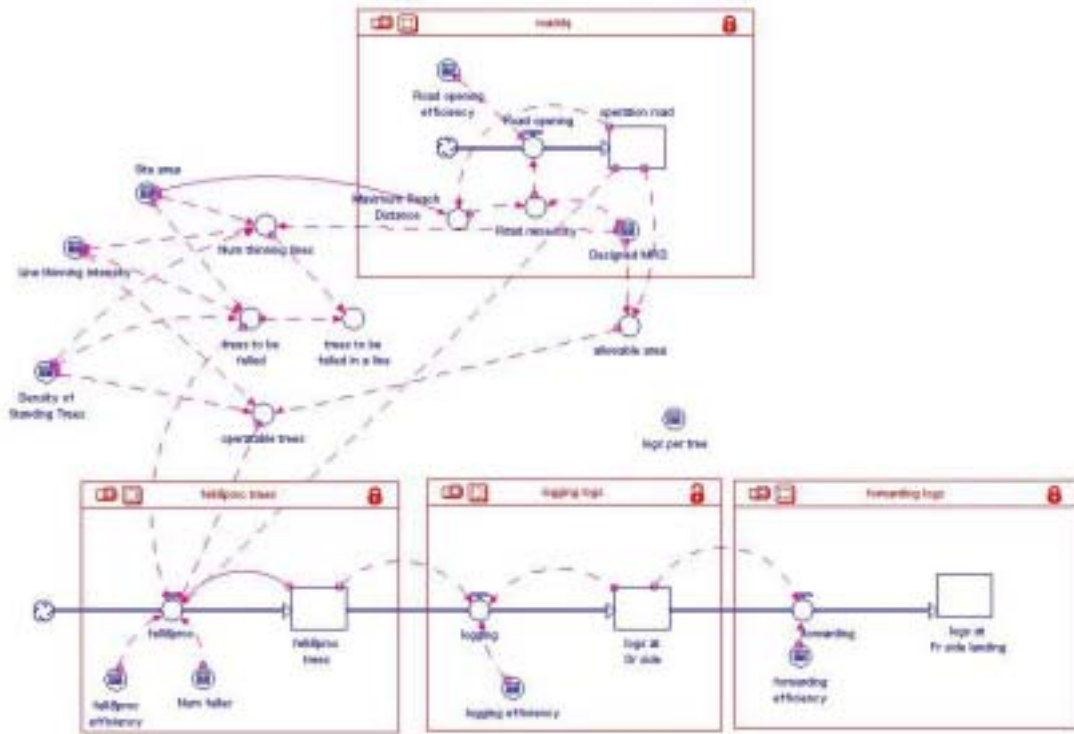 roading
Road opening
efficiency
Road opening
operation road
Site area
Maximum Reach
Distance
Road necessity
Num thinning lines
Designed MRD
Line thinning intensity
trees to be
felled
trees to be
felled in a line
allowable area
Density of
Standing Trees
operatable trees
logs per tree
fell&proc trees
logging logs
forwarding logs
fell&proc
fell&proc
trees
logging
logs at
Sr side
forwarding
logs at
Fr side landing
fell&proc
efficiency
Num feller
logging efficiency
forwarding
efficiency